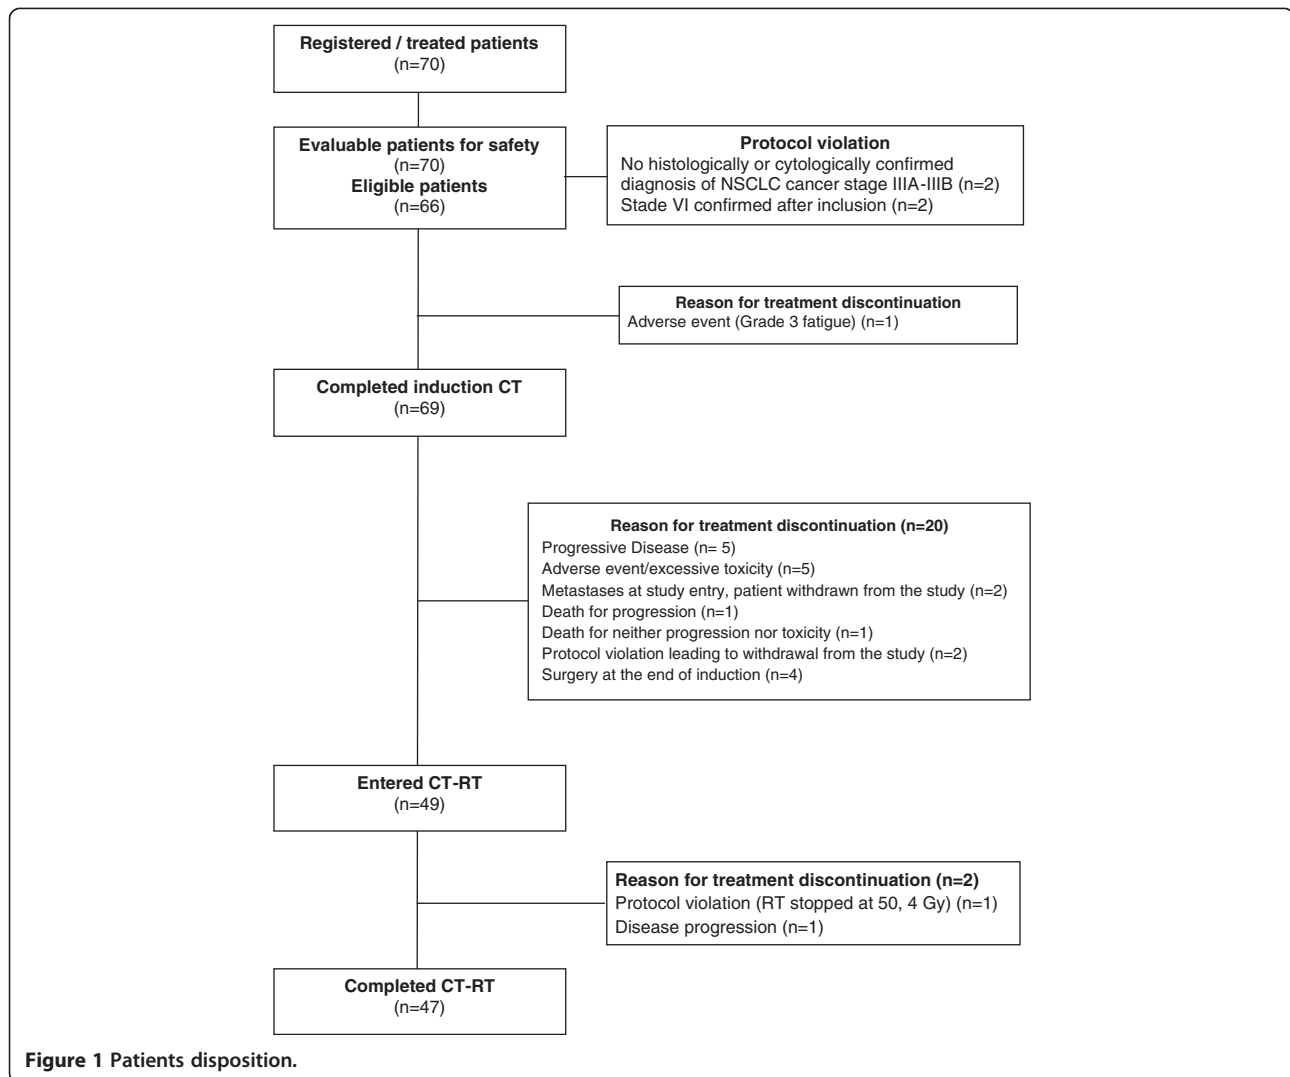 Registered / treated patients
(n=70)
Evaluable patients for safety
(n=70)
Eligible patients
(n=66)
Protocol violation
No histologically or cytologically confirmed
diagnosis of NSCLC cancer stage IIIA-IIIB (n=2)
Stade VI confirmed after inclusion (n=2)
Reason for treatment discontinuation
Adverse event (Grade 3 fatigue) (n=1)
Completed induction CT
(n=69)
Reason for treatment discontinuation (n=20)
Progressive Disease (n= 5)
Adverse event/excessive toxicity (n=5)
Metastases at study entry, patient withdrawn from the study (n=2)
Death for progression (n=1)
Death for neither progression nor toxicity (n=1)
Protocol violation leading to withdrawal from the study (n=2)
Surgery at the end of induction (n=4)
Entered CT-RT
(n=49)
Reason for treatment discontinuation (n=2)
Protocol violation (RT stopped at 50, 4 Gy) (n=1)
Disease progression (n=1)
Completed CT-RT
(n=47)
Figure 1 Patients disposition.